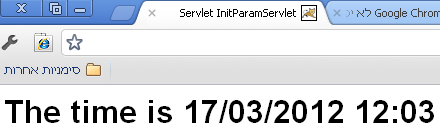 Servlet InitParamServlet
לא יכ Google Chrom
סימניות אחרות
The time is 17/03/2012 12:03